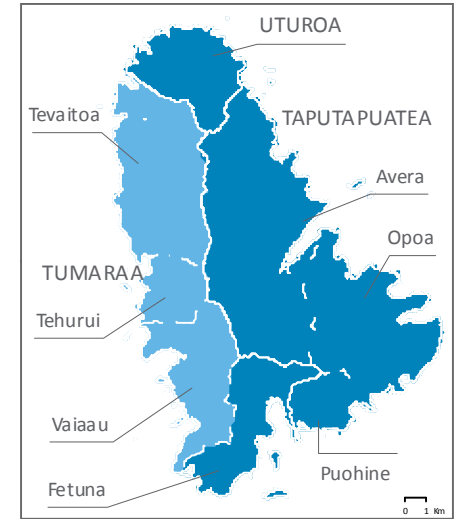 UTUROA
Tevaitoa
TAPUTAPUATEA
Avera
Opoa
TUMARAA
Tehurui
Vaiaau
Puohine
Fetuna
0 1 Km